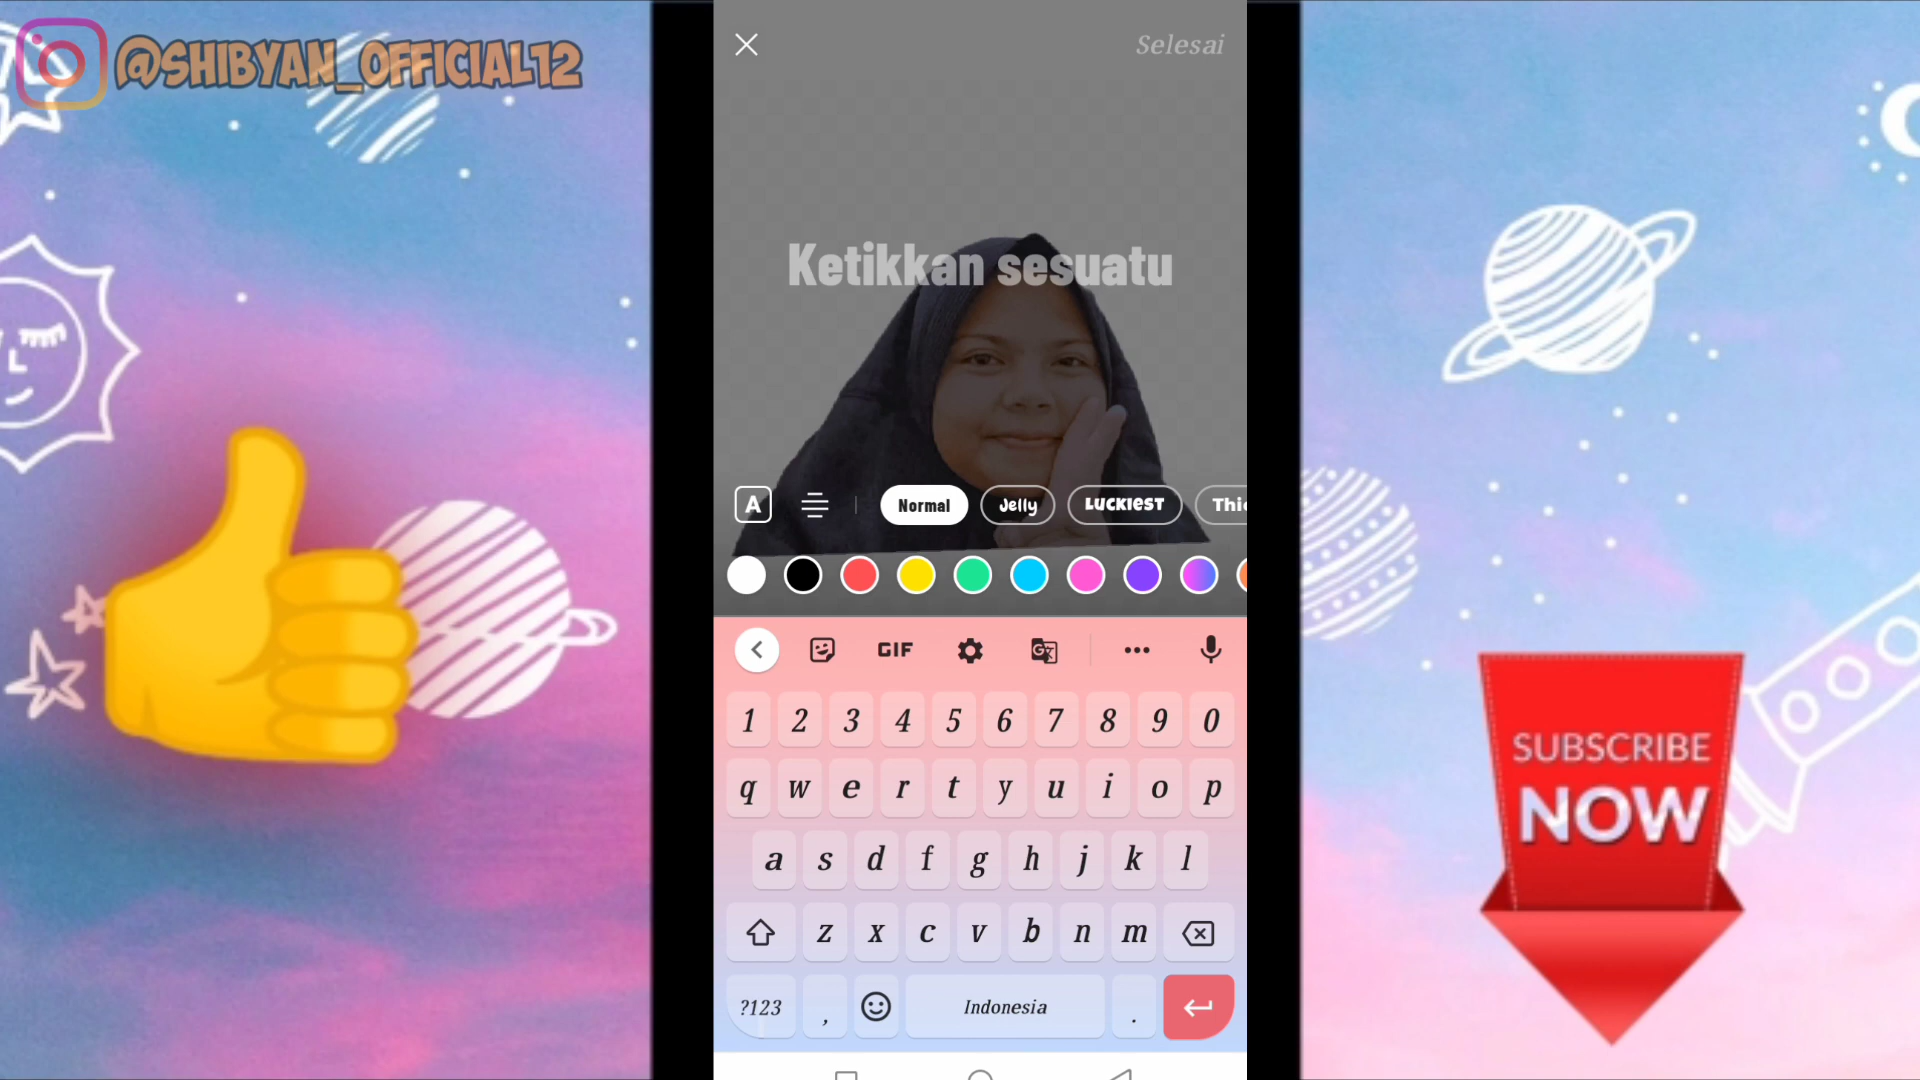 @SHIBYAN_OFFICIAL12
Selesai
Ketikkan sesuatu
A
Normal
Jelly
LUCKIEST
GIF
1 2 3 4 5 6 7 8 9 0
q w e r t y u i o p
a s d f g h j k l
z x c v b n m
?123 , Indonesia .
SUBSCRIBE
NOW